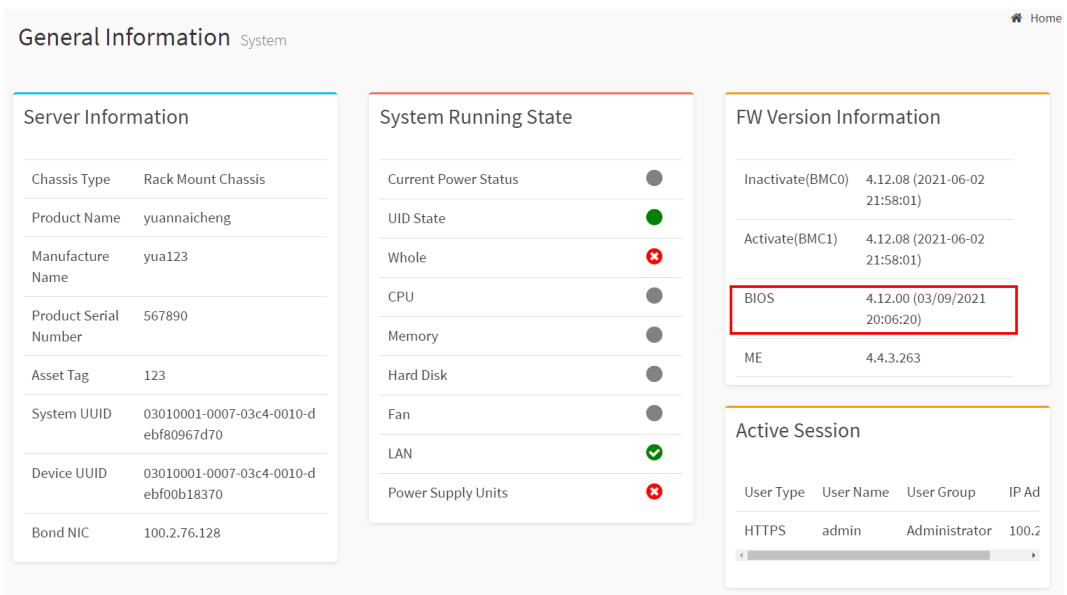 Home
General Information System
Server Information
Chassis Type Rack Mount Chassis
Product Name yuannaicheng
Manufacture
Name
yua123
Product Serial
Number
567890
Asset Tag 123
System UUID 03010001-0007-03c4-0010-d
ebf80967d70
Device UUID 03010001-0007-03c4-0010-d
ebf00b18370
Bond NIC 100.2.76.128
System Running State
Current Power Status
UID State
Whole
CPU
Memory
Hard Disk
Fan
LAN
Power Supply Units
FW Version Information
Inactivate(BMC0) 4.12.08 (2021-06-02
21:58:01)
Activate(BMC1) 4.12.08 (2021-06-02
21:58:01)
BIOS 4.12.00 (03/09/2021
20:06:20)
ME 4.4.3.263
Active Session
User Type User Name User Group IP Ad
HTTPS admin Administrator 100.2